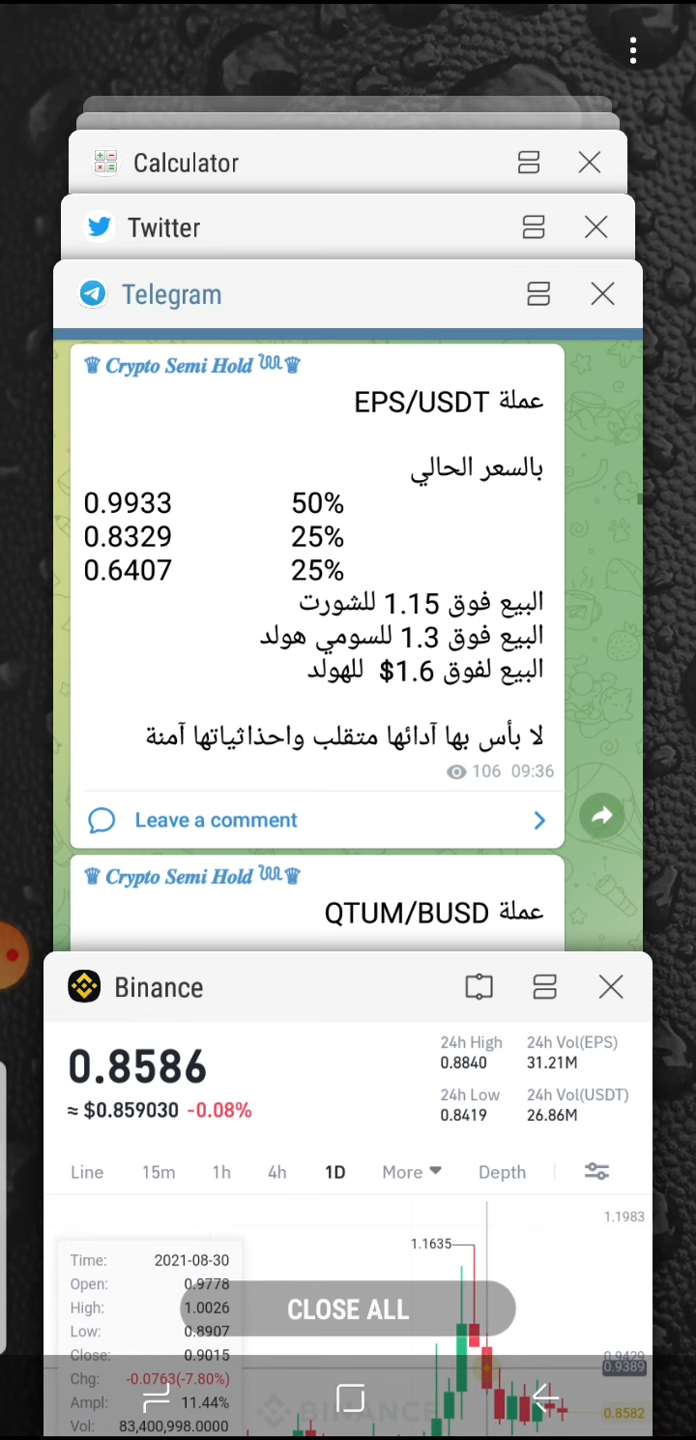 Calculator
Twitter
Telegram
Crypto Semi Hold
عملة EPS/USDT
بالسعر الحالي
0.9933 50%
0.8329 25%
0.6407 25%
البيع فوق 1.15 للشورت
البيع فوق 1.3 للسومي هولد
البيع لفوق 1.6$ للهولد
لا بأس بها آدائها متقلب واحذاثياتها آمنة
106 09:36
Leave a comment
Crypto Semi Hold
عملة QTUM/BUSD
Binance
0.8586
≈ $0.859030 -0.08%
24h High 24h Vol(EPS)
0.8840 31.21M
24h Low 24h Vol(USDT)
0.8419 26.86M
Line 15m 1h 4h 1D More Depth
1.1983
1.1635
Time: 2021-08-30
Open: 0.9778
High: 1.0026
Low: 0.8907
Close: 0.9015
Chg: -0.0763(-7.80%)
Ampl: 11.44%
Vol: 83,400,998.0000
CLOSE ALL
0.9429
0.9389
0.8582
BINANCE